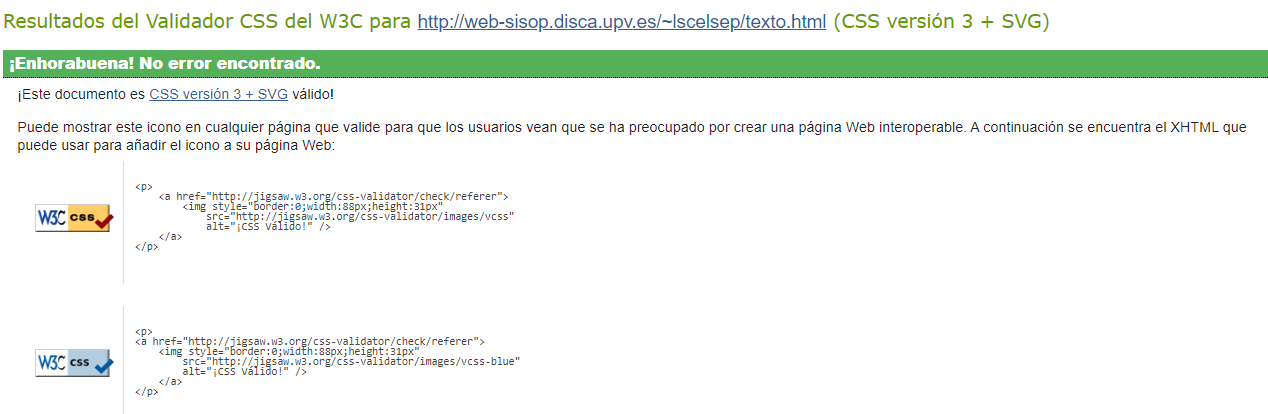 Resultados del Validador CSS del W3C para http://web-sisop.disca.upv.es/~lscelsep/texto.html (CSS versión 3 + SVG)
¡Enhorabuena! No error encontrado.
¡Este documento es CSS versión 3 + SVG válido!
Puede mostrar este icono en cualquier página que valide para que los usuarios vean que se ha preocupado por crear una página Web interoperable. A continuación se encuentra el XHTML que
puede usar para añadir el icono a su página Web:
W3C css
<p>
    <a href="http://jigsaw.w3.org/css-validator/check/referer">
        <img style="border:0;width:88px;height:31px"
            src="http://jigsaw.w3.org/css-validator/images/vcss"
            alt="¡CSS Válido!" />
    </a>
</p>
W3C css
<p>
<a href="http://jigsaw.w3.org/css-validator/check/referer">
    <img style="border:0;width:88px;height:31px"
        src="http://jigsaw.w3.org/css-validator/images/vcss-blue"
        alt="¡CSS Válido!" />
    </a>
</p>